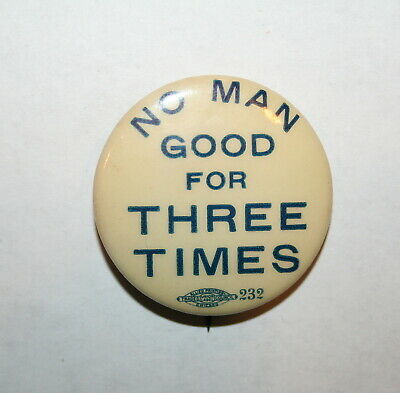 NO MAN
GOOD
FOR
THREE
TIMES
232